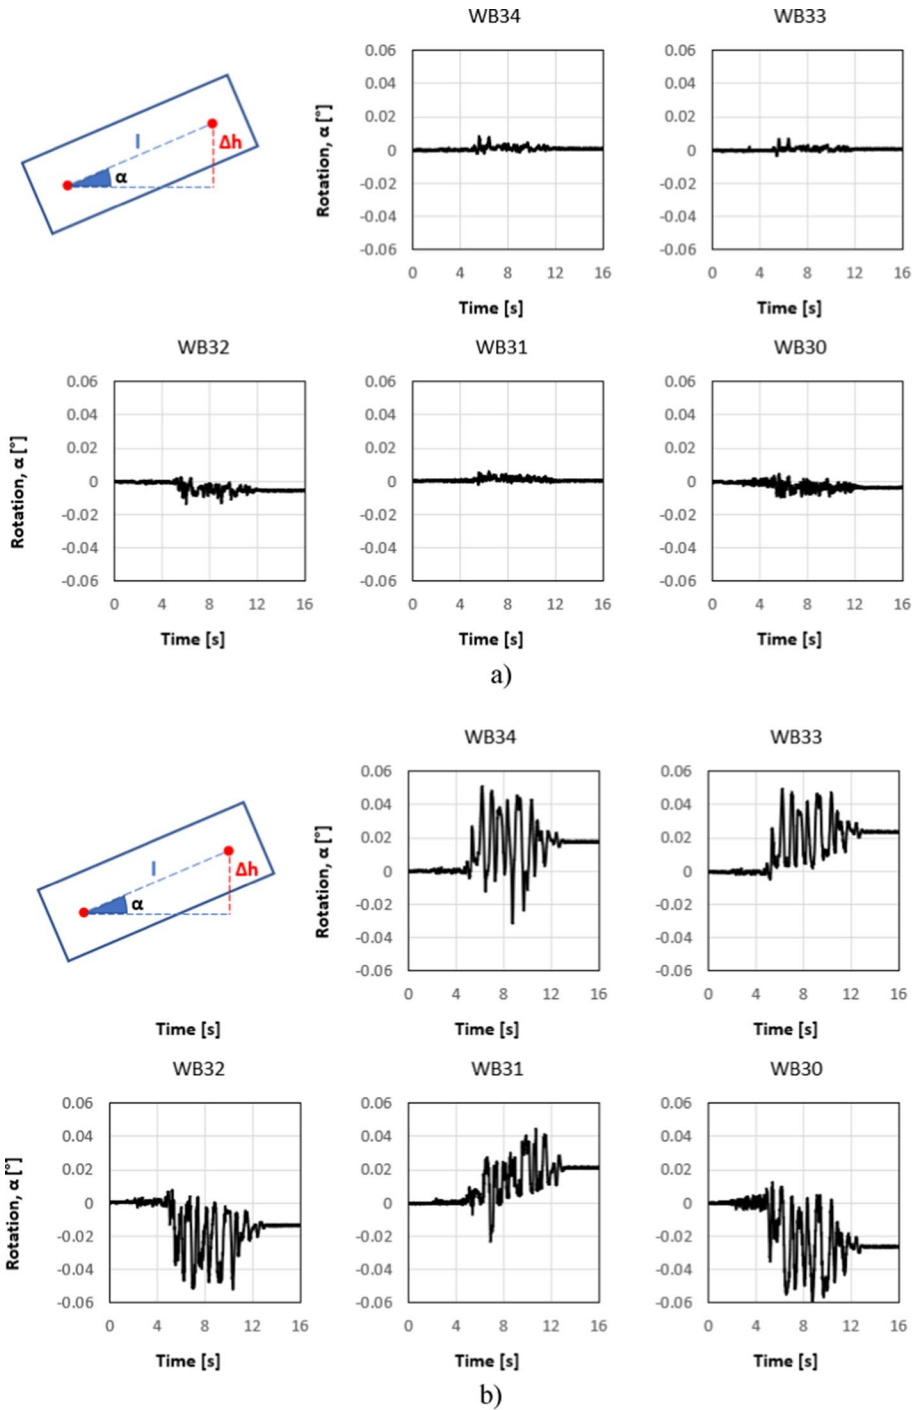 WB34 WB33
0.06 0.06
0.04 0.04
l Δh 0.02 0.02
α 0 0
Rotation, α [°]
-0.02 -0.02
-0.04 -0.04
-0.06 -0.06
0 4 8 12 16 0 4 8 12 16
Time [s] Time [s]
WB32 WB31 WB30
0.06 0.06 0.06
0.04 0.04 0.04
0.02 0.02 0.02
Rotation, α [°]
0 0 0
-0.02 -0.02 -0.02
-0.04 -0.04 -0.04
-0.06 -0.06 -0.06
0 4 8 12 16 0 4 8 12 16 0 4 8 12 16
Time [s] Time [s] Time [s]
a)
WB34 WB33
0.06 0.06
0.04 0.04
0.02 0.02
l Δh 0 0
α
Rotation, α [°]
-0.02 -0.02
-0.04 -0.04
-0.06 -0.06
0 4 8 12 16 0 4 8 12 16
Time [s] Time [s] Time [s]
WB32 WB31 WB30
0.06 0.06 0.06
0.04 0.04 0.04
0.02 0.02 0.02
Rotation, α [°]
0 0 0
-0.02 -0.02 -0.02
-0.04 -0.04 -0.04
-0.06 -0.06 -0.06
0 4 8 12 16 0 4 8 12 16 0 4 8 12 16
Time [s] Time [s] Time [s]
b)